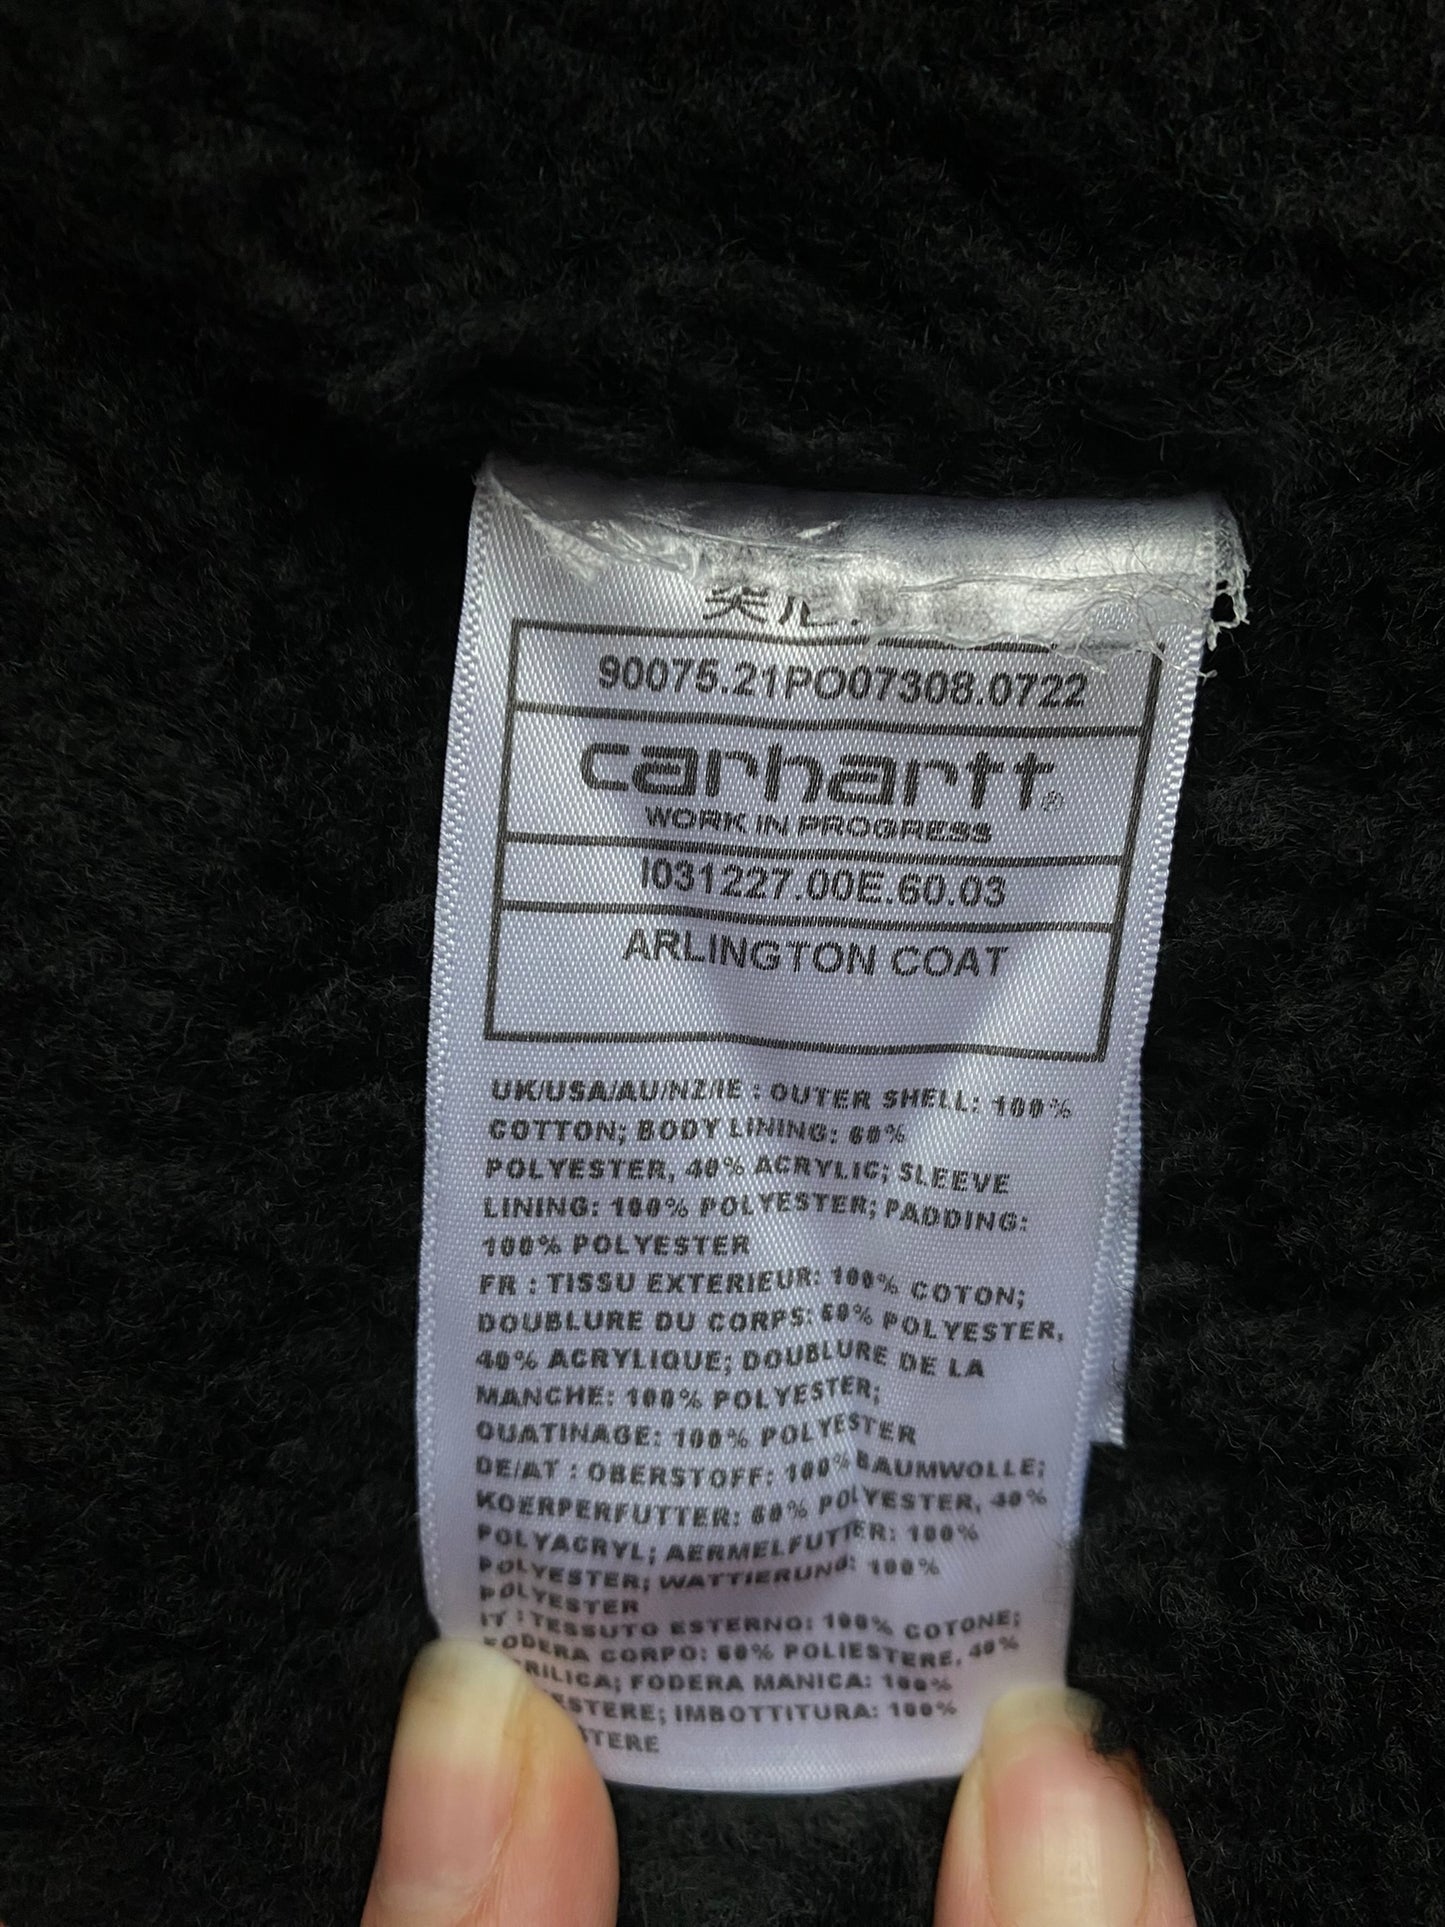 90075.21PO07308.0722
carhartt®
WORK IN PROGRESS
I031227.00E.60.03
ARLINGTON COAT
UK/USA/AU/NZ/IE : OUTER SHELL: 100%
COTTON; BODY LINING: 60%
POLYESTER, 40% ACRYLIC; SLEEVE
LINING: 100% POLYESTER; PADDING:
100% POLYESTER
FR : TISSU EXTERIEUR: 100% COTON;
DOUBLURE DU CORPS: 60% POLYESTER,
40% ACRYLIQUE; DOUBLURE DE LA
MANCHE: 100% POLYESTER;
OUATINAGE: 100% POLYESTER
DE/AT : OBERSTOFF: 100% BAUMWOLLE;
KOERPERFUTTER: 60% POLYESTER, 40%
POLYACRYL; AERMELFUTTER: 100%
POLYESTER; WATTIERUNG: 100%
POLYESTER
IT : TESSUTO ESTERNO: 100% COTONE;
FODERA CORPO: 60% POLIESTERE, 40%
RILICA; FODERA MANICA: 100%
ESTERE; IMBOTTITURA: 100%
TERE